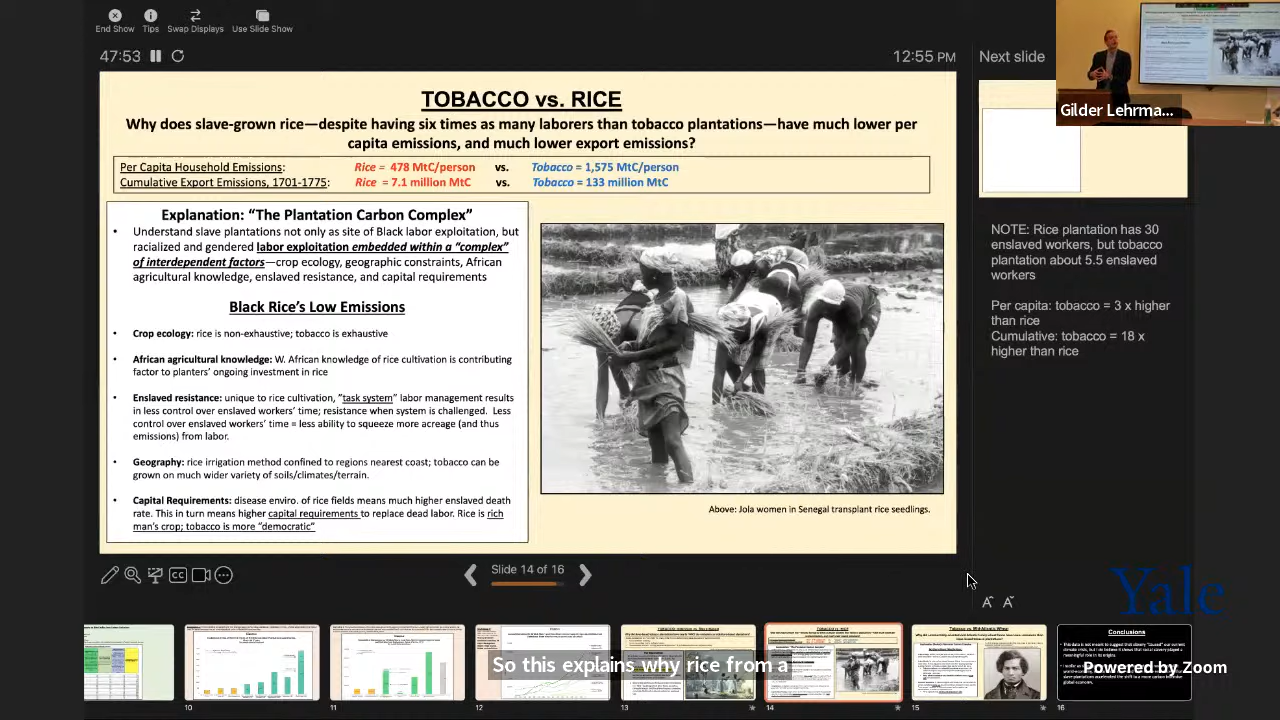 End Show
Tips
Swap Displays
Use Slide Show
47:53
12:55 PM
Next slide
Gilder Lehrma...
TOBACCO vs. RICE
Why does slave-grown rice—despite having six times as many laborers than tobacco plantations—have much lower per
capita emissions, and much lower export emissions?
Per Capita Household Emissions: Rice = 478 MtC/person vs. Tobacco = 1,575 MtC/person
Cumulative Export Emissions, 1701-1775: Rice = 7.1 million MtC vs. Tobacco = 133 million MtC
Explanation: “The Plantation Carbon Complex”
• Understand slave plantations not only as site of Black labor exploitation, but
racialized and gendered labor exploitation embedded within a “complex”
of interdependent factors—crop ecology, geographic constraints, African
agricultural knowledge, enslaved resistance, and capital requirements
Black Rice’s Low Emissions
• Crop ecology: rice is non-exhaustive; tobacco is exhaustive
• African agricultural knowledge: W. African knowledge of rice cultivation is contributing
factor to planters’ ongoing investment in rice
• Enslaved resistance: unique to rice cultivation, “task system” labor management results
in less control over enslaved workers’ time; resistance when system is challenged. Less
control over enslaved workers’ time = less ability to squeeze more acreage (and thus
emissions) from labor.
• Geography: rice irrigation method confined to regions nearest coast; tobacco can be
grown on much wider variety of soils/climates/terrain.
• Capital Requirements: disease enviro. of rice fields means much higher enslaved death
rate. This in turn means higher capital requirements to replace dead labor. Rice is rich
man’s crop; tobacco is more “democratic”
Above: Jola women in Senegal transplant rice seedlings.
NOTE: Rice plantation has 30
enslaved workers, but tobacco
plantation about 5.5 enslaved
workers
Per capita: tobacco = 3 x higher
than rice
Cumulative: tobacco = 18 x
higher than rice
CC
Slide 14 of 16
A A
Yale
So this explains why rice from a
Conclusions
Powered by Zoom
10
11
12
13
14
15
16